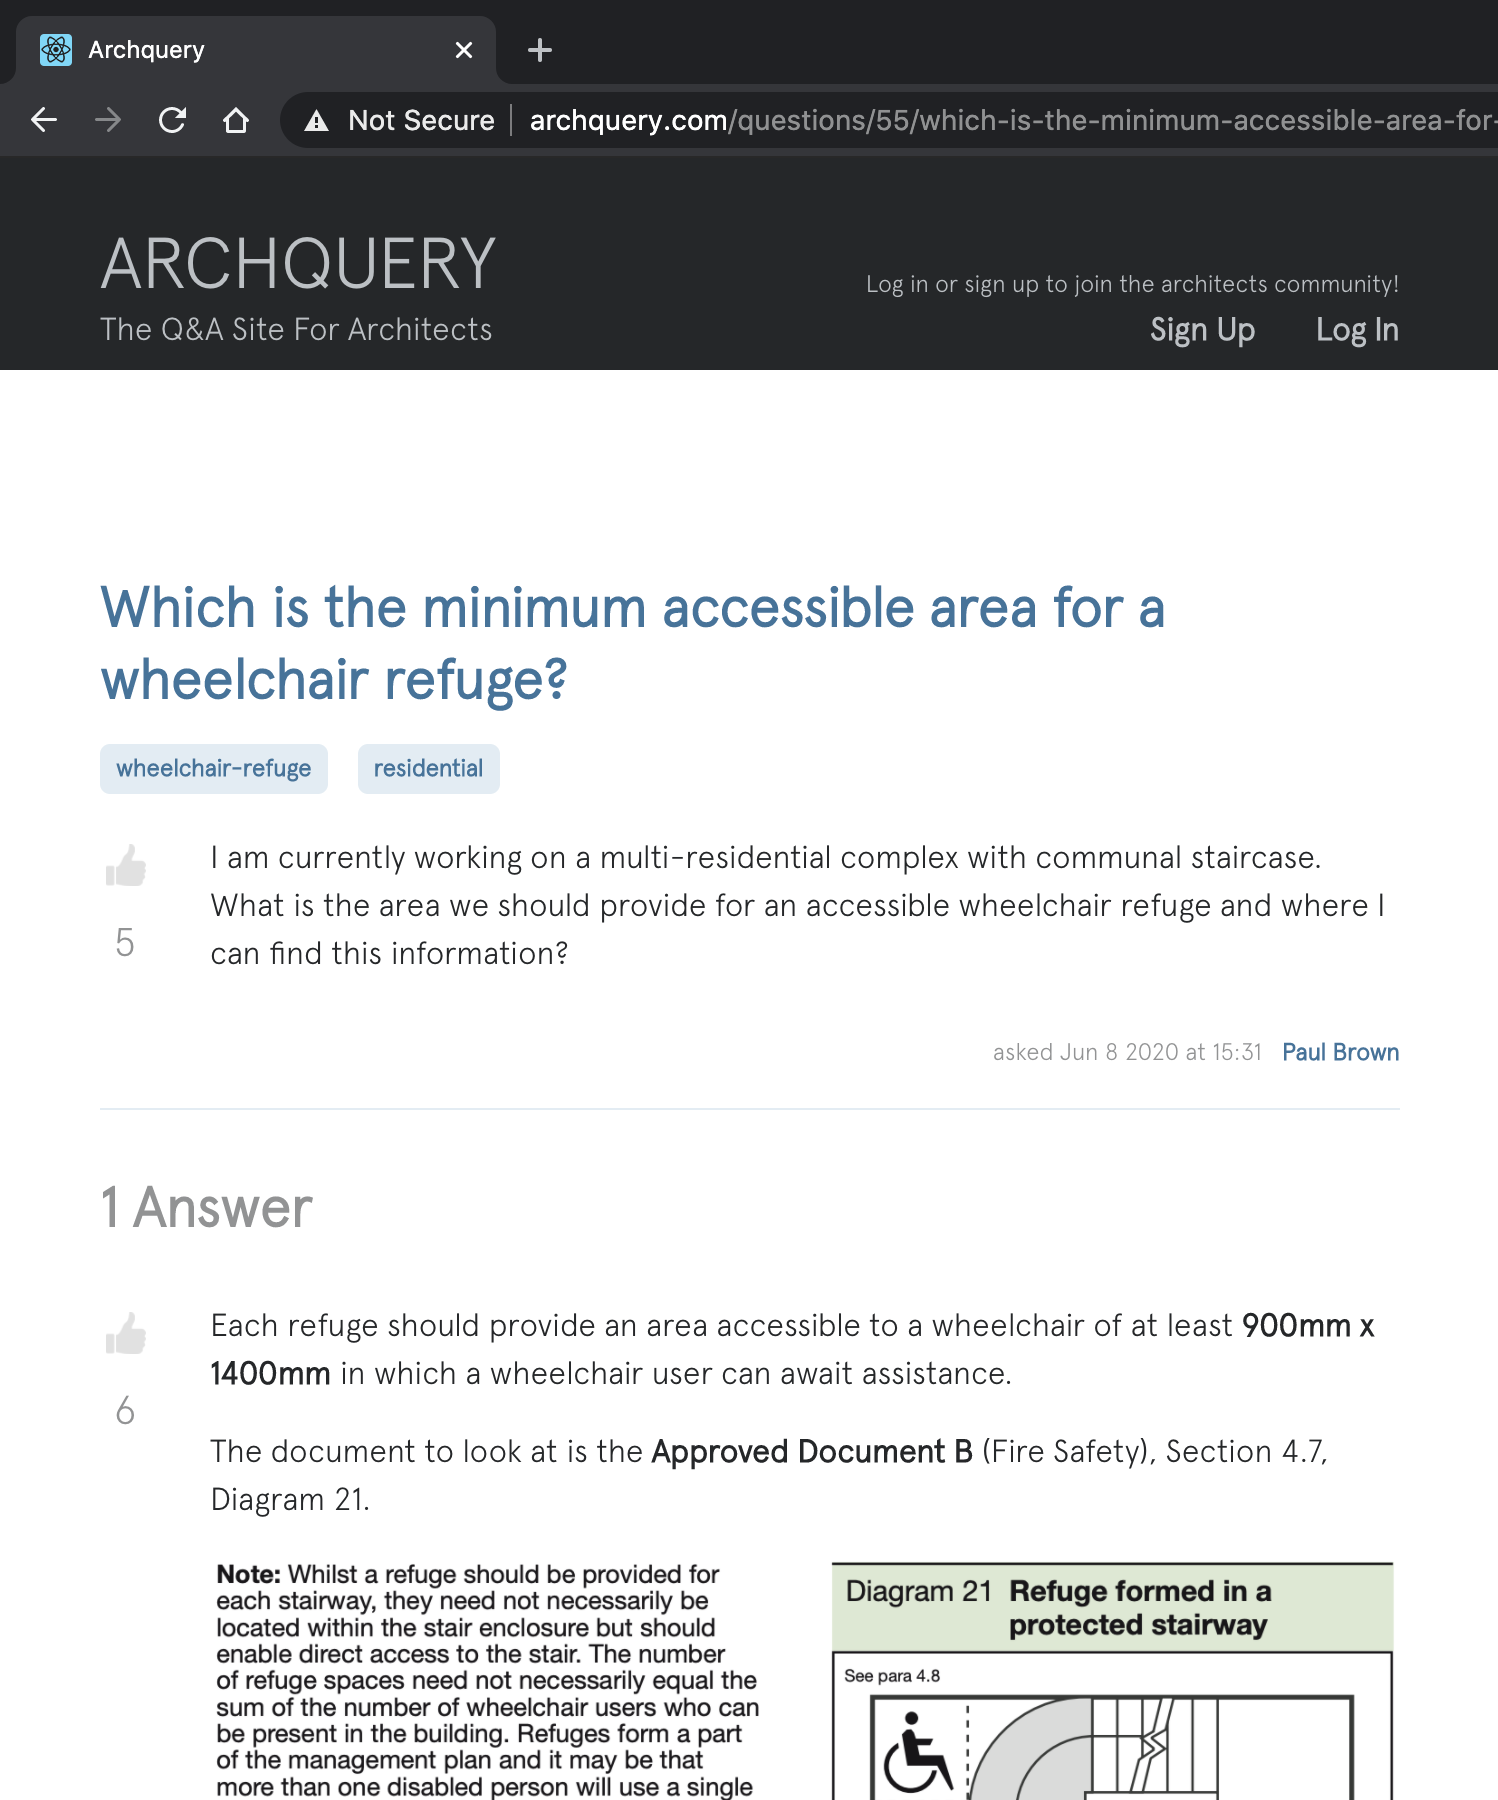 Archquery
Not Secure archquery.com/questions/55/which-is-the-minimum-accessible-area-for-
ARCHQUERY
The Q&A Site For Architects
Log in or sign up to join the architects community!
Sign Up Log In
Which is the minimum accessible area for a
wheelchair refuge?
wheelchair-refuge residential
I am currently working on a multi-residential complex with communal staircase.
What is the area we should provide for an accessible wheelchair refuge and where I
can find this information?
5
asked Jun 8 2020 at 15:31 Paul Brown
1 Answer
Each refuge should provide an area accessible to a wheelchair of at least 900mm x
1400mm in which a wheelchair user can await assistance.
6
The document to look at is the Approved Document B (Fire Safety), Section 4.7,
Diagram 21.
Note: Whilst a refuge should be provided for
each stairway, they need not necessarily be
located within the stair enclosure but should
enable direct access to the stair. The number
of refuge spaces need not necessarily equal the
sum of the number of wheelchair users who can
be present in the building. Refuges form a part
of the management plan and it may be that
more than one disabled person will use a single
Diagram 21 Refuge formed in a
protected stairway
See para 4.8